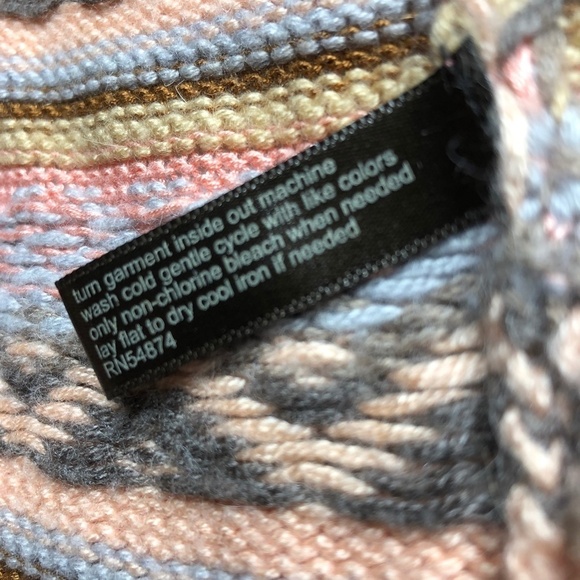 turn garment inside out machine
wash cold gentle cycle with like colors
only non-chlorine bleach when needed
lay flat to dry cool iron if needed
RN54874